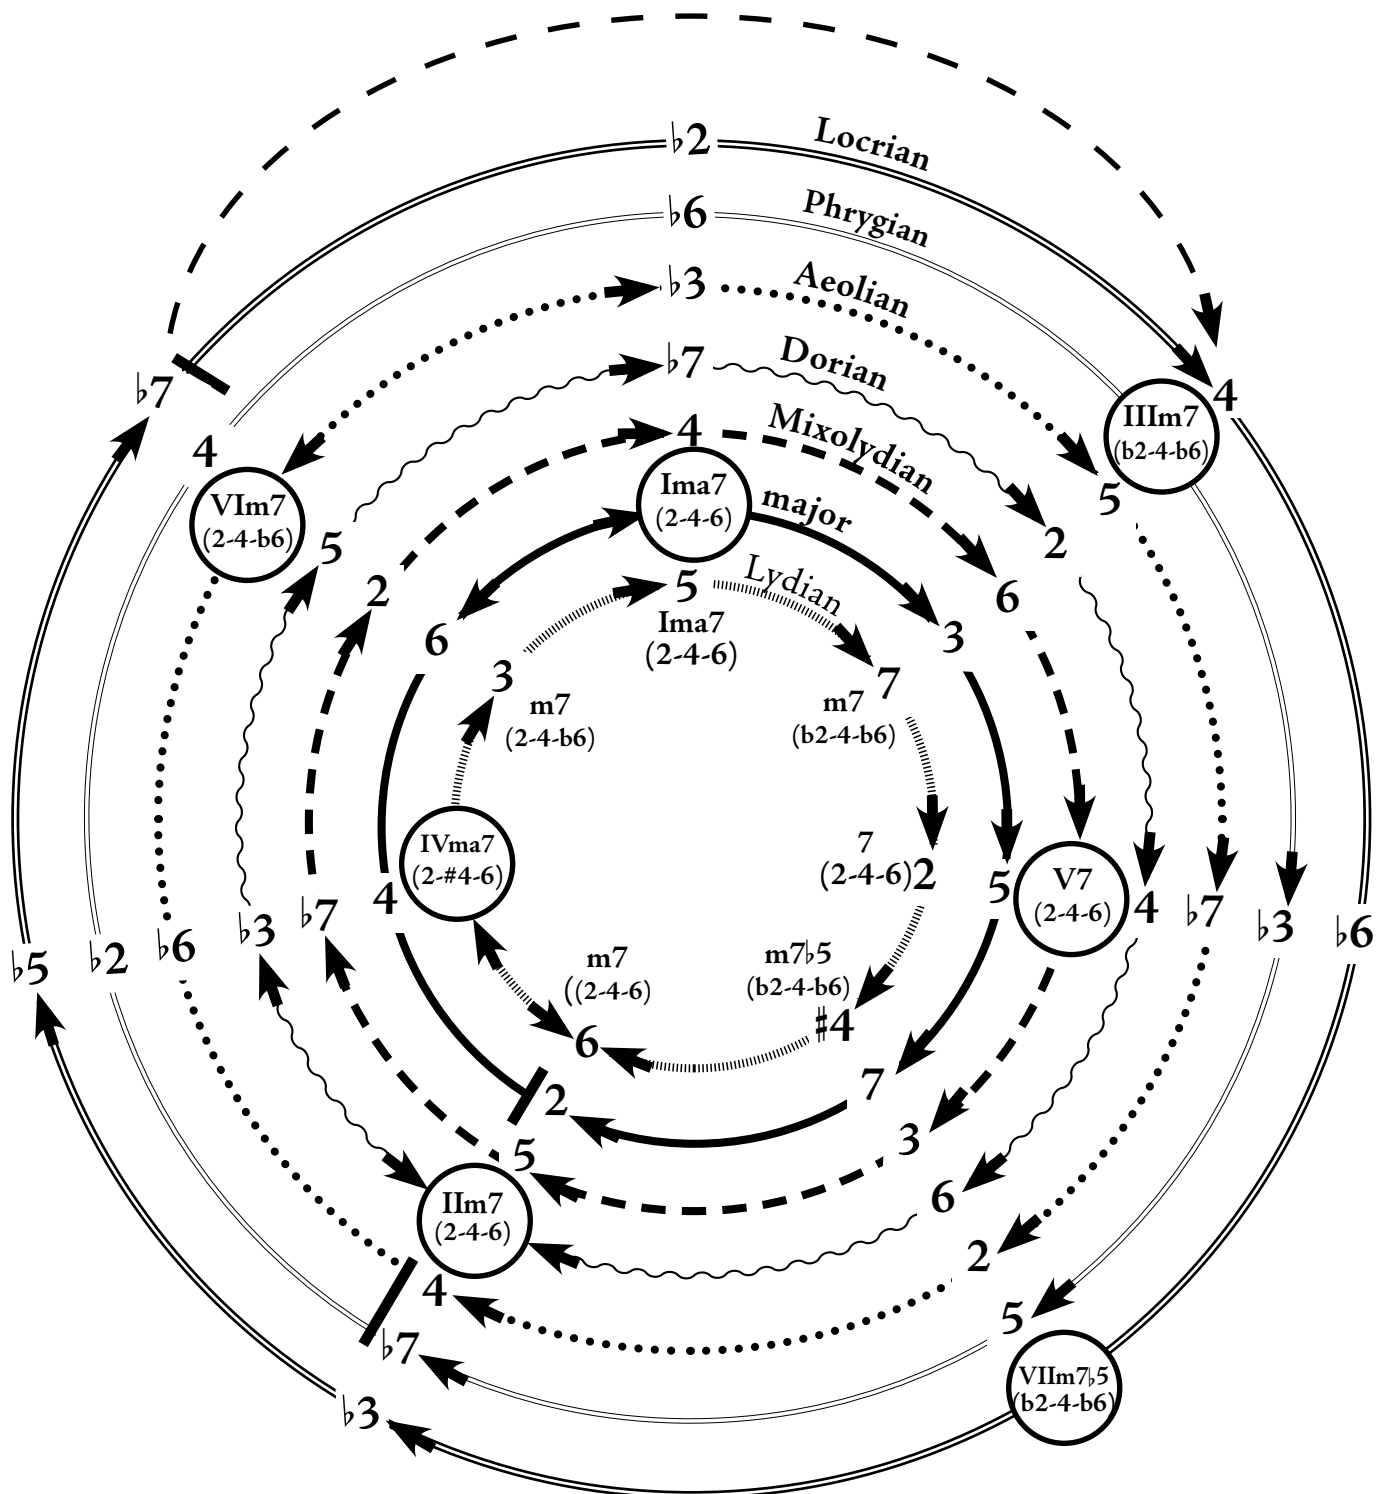 ♭2
Locrian
♭6
Phrygian
♭3
Aeolian
♭7
Dorian
4
Mixolydian
♭7
4
IIIm7
(b2-4-b6)
4
5
VIm7
(2-4-b6)
5
2
Ima7
(2-4-6)
major
2
6
6
3
5
Lydian
Ima7
(2-4-6)
3
7
m7
(2-4-b6)
m7
(b2-4-b6)
IVma7
(2-#4-6)
4
7
(2-4-6)
2
5
V7
(2-4-6)
4
♭7
♭3
♭6
♭5
♭2
♭6
♭3
♭7
m7
((2-4-6)
m7♭5
(b2-4-b6)
6
♯4
2
7
5
3
IIm7
(2-4-6)
6
4
2
♭7
5
♭3
VIIm7♭5
(b2-4-b6)